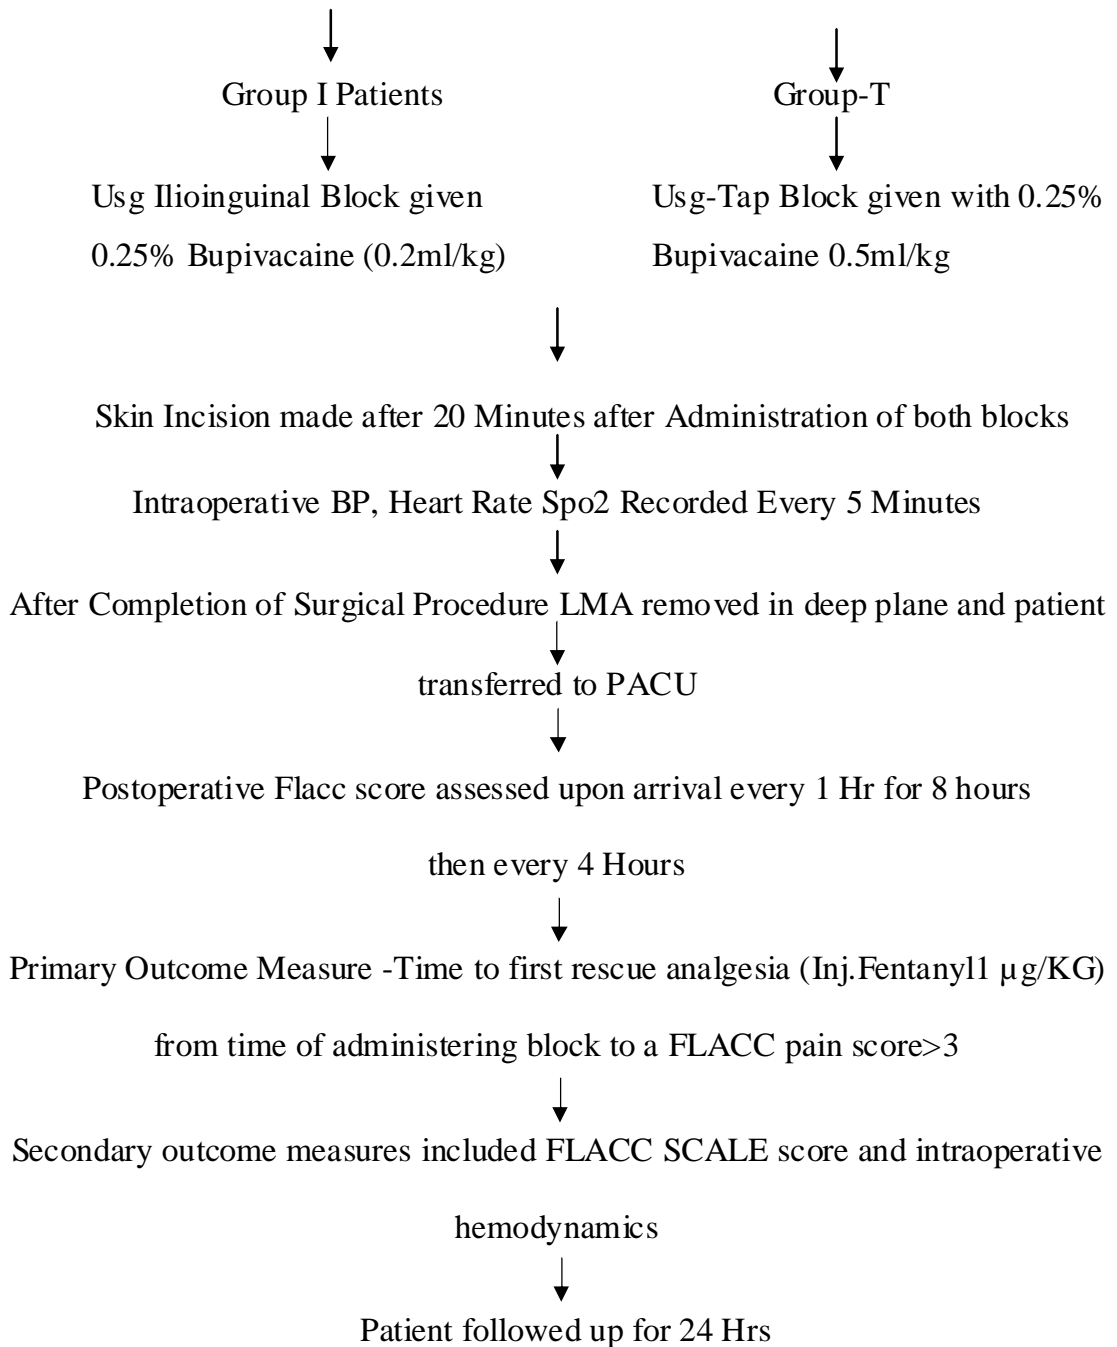 Group I Patients
Group-T
Usg Ilioinguinal Block given
0.25% Bupivacaine (0.2ml/kg)
Usg-Tap Block given with 0.25%
Bupivacaine 0.5ml/kg
Skin Incision made after 20 Minutes after Administration of both blocks
Intraoperative BP, Heart Rate Spo2 Recorded Every 5 Minutes
After Completion of Surgical Procedure LMA removed in deep plane and patient
transferred to PACU
Postoperative Flacc score assessed upon arrival every 1 Hr for 8 hours
then every 4 Hours
Primary Outcome Measure -Time to first rescue analgesia (Inj.Fentanyl1 µg/KG)
from time of administering block to a FLACC pain score>3
Secondary outcome measures included FLACC SCALE score and intraoperative
hemodynamics
Patient followed up for 24 Hrs